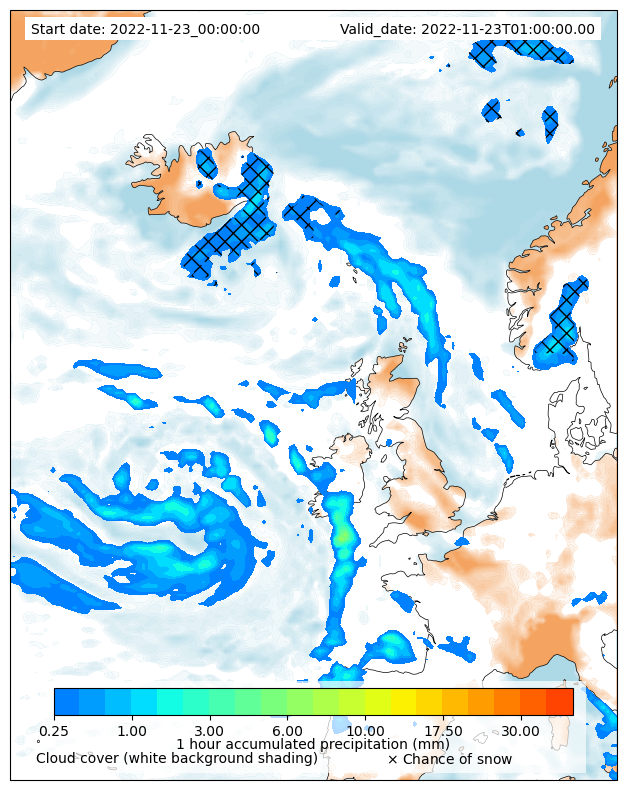 Start date: 2022-11-23_00:00:00 Valid_date: 2022-11-23T01:00:00.00
0.25 1.00 3.00 6.00 10.00 17.50 30.00
1 hour accumulated precipitation (mm)
Cloud cover (white background shading) × Chance of snow